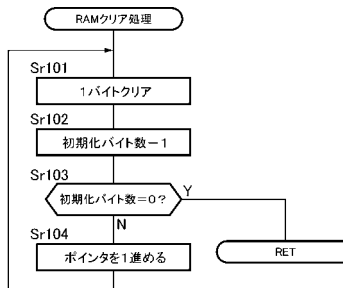 RAMクリア処理
Sr101
1バイトクリア
Sr102
初期化バイト数ー1
Sr103
初期化バイト数=0?
Y
N
Sr104
ポインタを1進める
RET